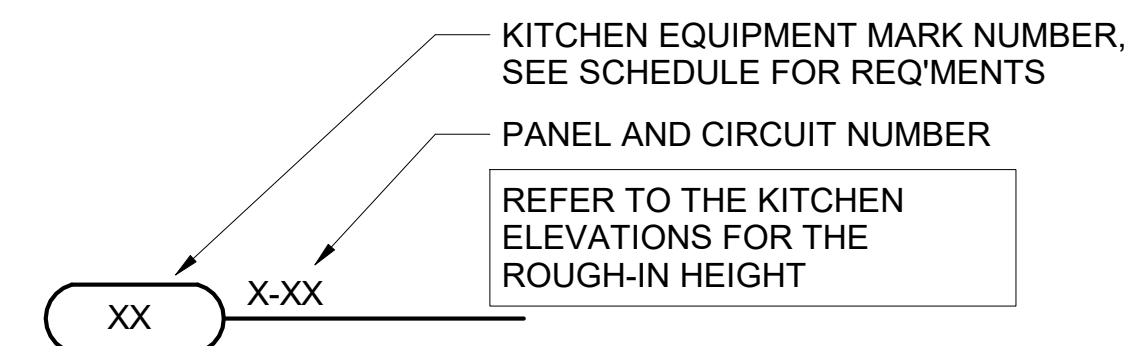 KITCHEN EQUIPMENT MARK NUMBER,
SEE SCHEDULE FOR REQ'MENTS
PANEL AND CIRCUIT NUMBER
REFER TO THE KITCHEN
ELEVATIONS FOR THE
ROUGH-IN HEIGHT
X-XX
XX